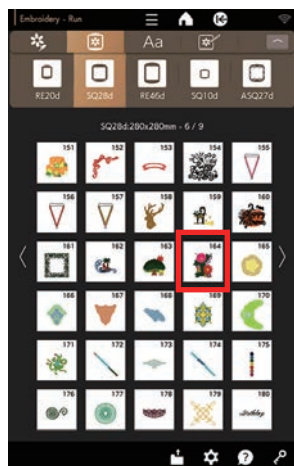 Embroidery - Run
Aa
RE20d SQ28d RE46d SQ10d ASQ27d
SQ28d:280x280mm - 6 / 9
151 152 153 154 155
156 157 158 159 160
161 162 163 164 165
166 167 168 169 170
171 172 173 174 175
176 177 178 179 180
Birthday